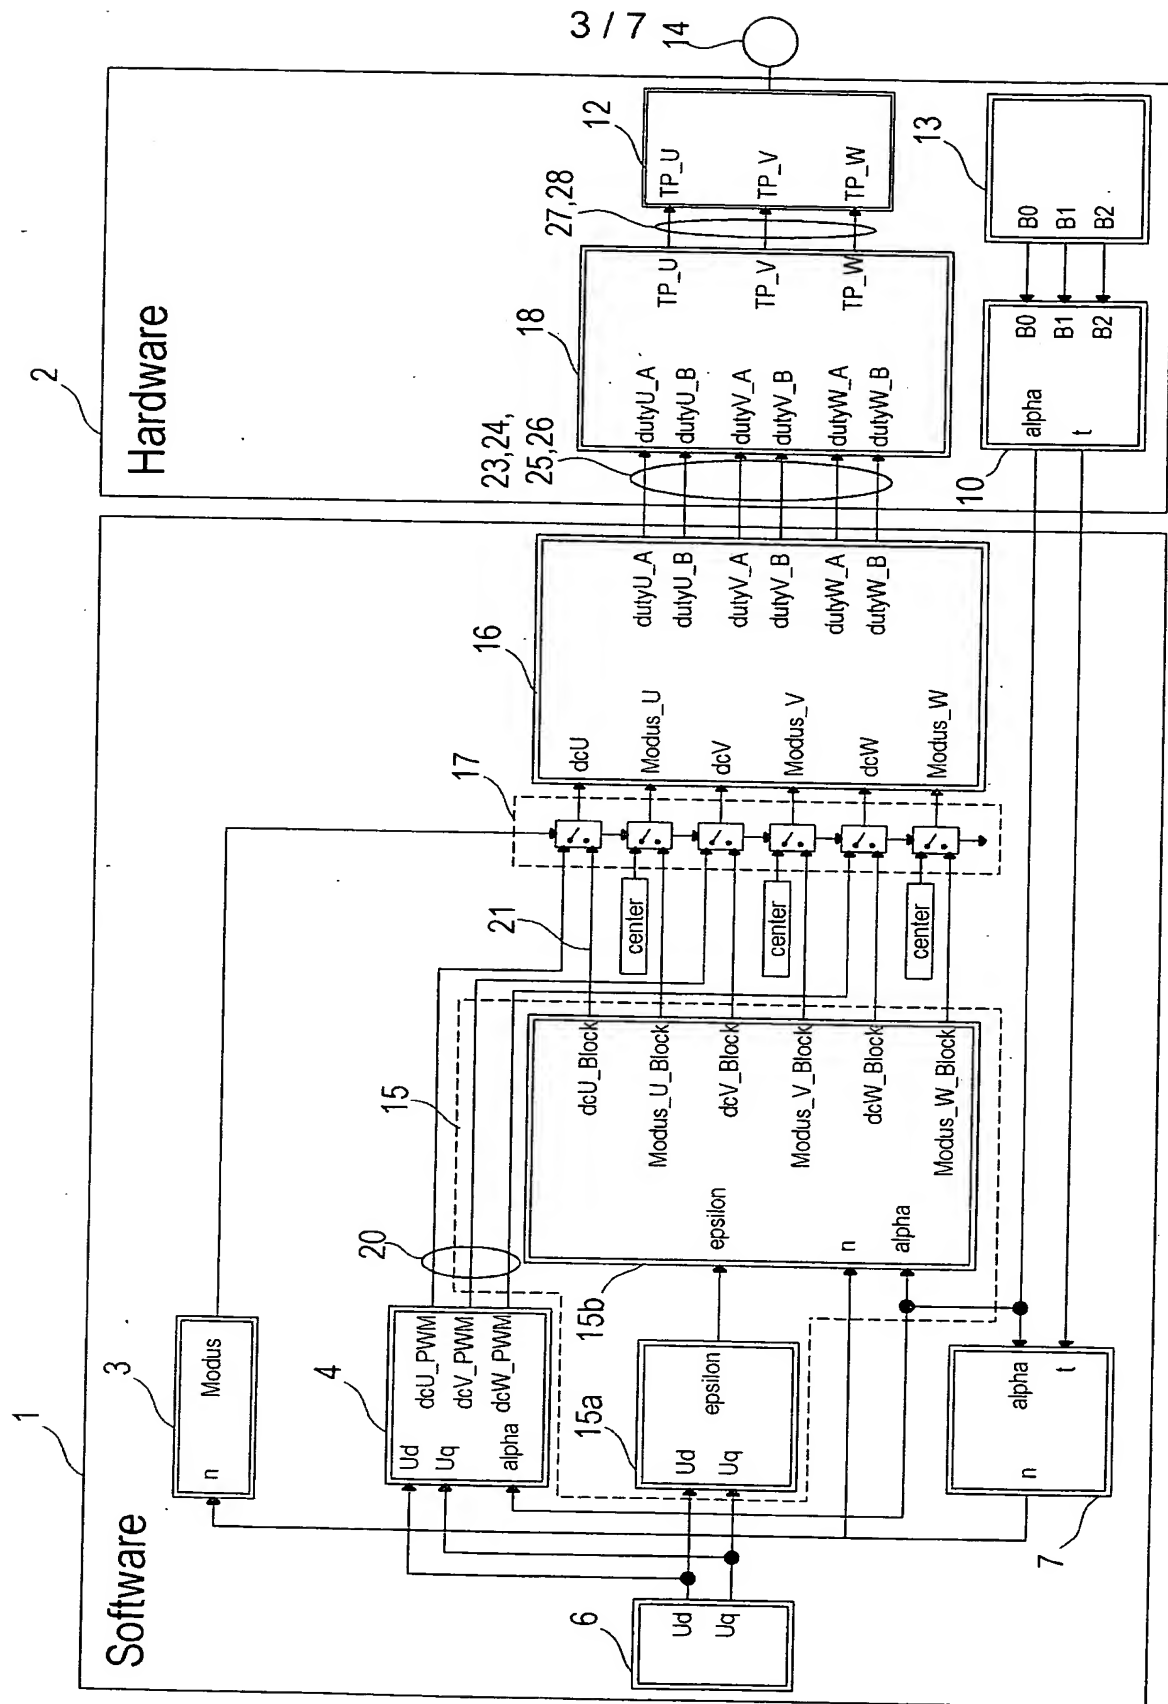 3 / 7
1
Software
2
Hardware
3
n
Modus
4
Ud
Uq
alpha
dcU_PWM
dcV_PWM
dcW_PWM
20
6
Ud
Uq
15
15a
Ud
Uq
epsilon
15b
epsilon
n
alpha
dcU_Block
Modus_U_Block
dcV_Block
Modus_V_Block
dcW_Block
Modus_W_Block
7
n
alpha
t
21
center
center
center
17
16
dcU
Modus_U
dcV
Modus_V
dcW
Modus_W
dutyU_A
dutyU_B
dutyV_A
dutyV_B
dutyW_A
dutyW_B
23,24,
25,26
18
dutyU_A
dutyU_B
dutyV_A
dutyV_B
dutyW_A
dutyW_B
TP_U
TP_V
TP_W
27,28
12
TP_U
TP_V
TP_W
14
10
alpha
t
B0
B1
B2
13
B0
B1
B2